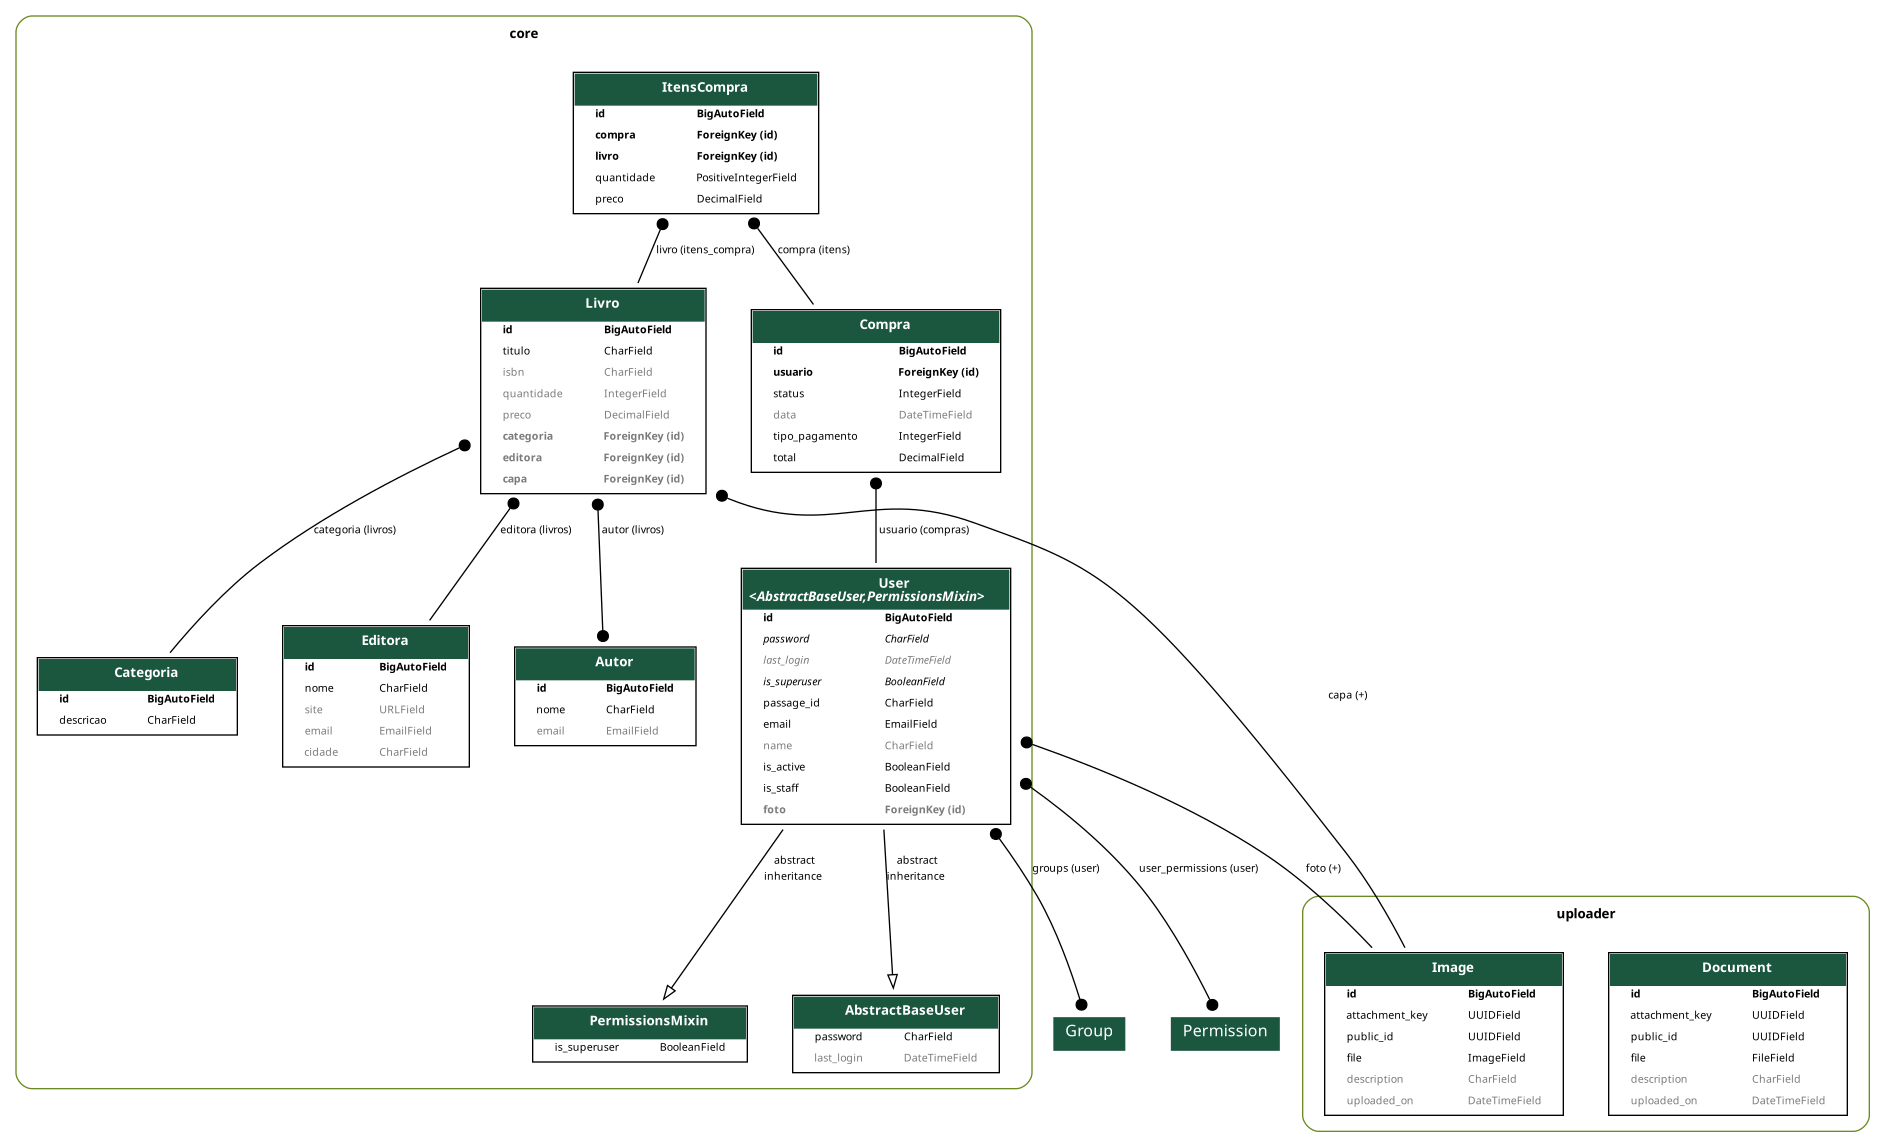 core
ItensCompra
id BigAutoField
compra ForeignKey (id)
livro ForeignKey (id)
quantidade PositiveIntegerField
preco DecimalField
livro (itens_compra)
compra (itens)
Livro
id BigAutoField
titulo CharField
isbn CharField
quantidade IntegerField
preco DecimalField
categoria ForeignKey (id)
editora ForeignKey (id)
capa ForeignKey (id)
Compra
id BigAutoField
usuario ForeignKey (id)
status IntegerField
data DateTimeField
tipo_pagamento IntegerField
total DecimalField
categoria (livros)
editora (livros)
autor (livros)
usuario (compras)
capa (+)
Categoria
id BigAutoField
descricao CharField
Editora
id BigAutoField
nome CharField
site URLField
email EmailField
cidade CharField
Autor
id BigAutoField
nome CharField
email EmailField
User
<AbstractBaseUser,PermissionsMixin>
id BigAutoField
password CharField
last_login DateTimeField
is_superuser BooleanField
passage_id CharField
email EmailField
name CharField
is_active BooleanField
is_staff BooleanField
foto ForeignKey (id)
abstract
inheritance
abstract
inheritance
groups (user)
user_permissions (user)
foto (+)
PermissionsMixin
is_superuser BooleanField
AbstractBaseUser
password CharField
last_login DateTimeField
Group
Permission
uploader
Image
id BigAutoField
attachment_key UUIDField
public_id UUIDField
file ImageField
description CharField
uploaded_on DateTimeField
Document
id BigAutoField
attachment_key UUIDField
public_id UUIDField
file FileField
description CharField
uploaded_on DateTimeField